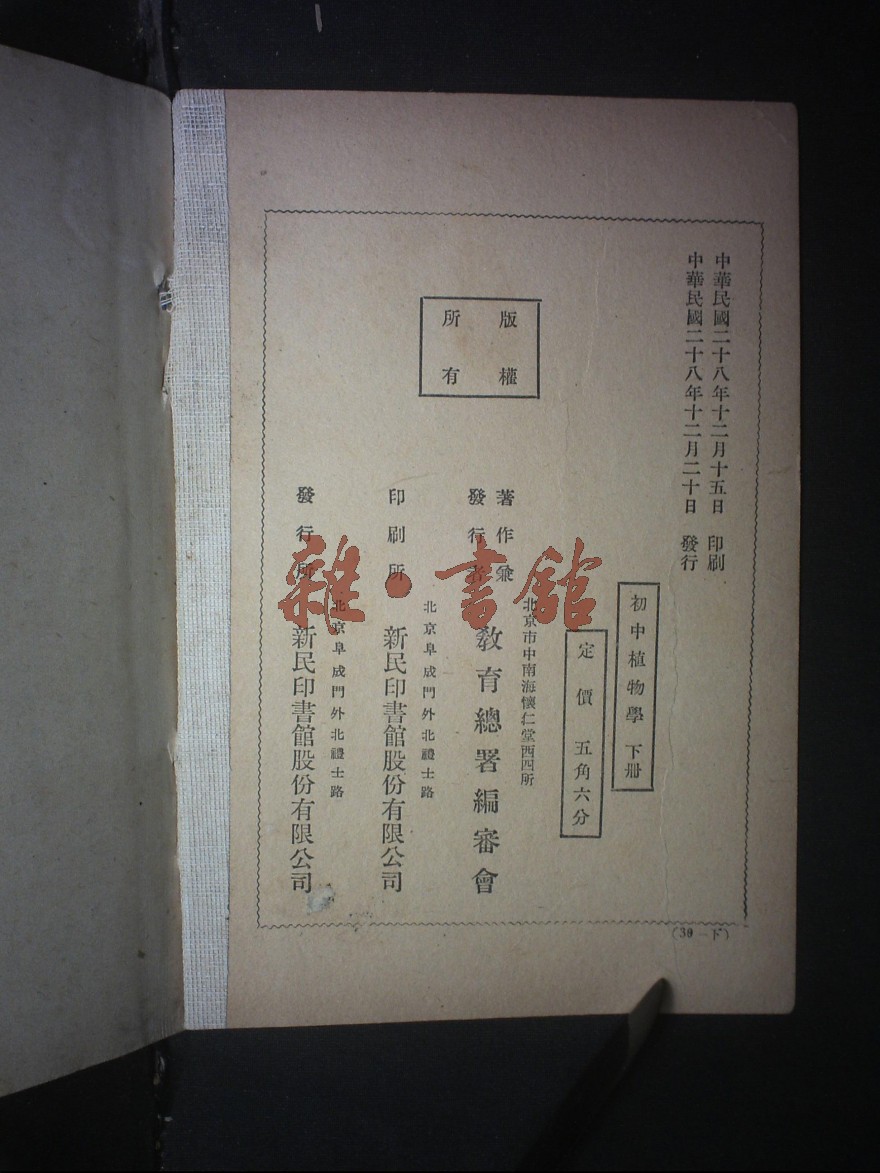 中華民國二十八年十二月十五日 印刷
中華民國二十八年十二月二十日 發行
初中植物學 下册
定價 五角六分
版權
所有
北京市中南海懷仁堂西四所
著作兼
發行者
教育總署編審會
北京阜成門外北禮士路
印刷所
新民印書館股份有限公司
北京阜成門外北禮士路
發行所
新民印書館股份有限公司
雜·書館